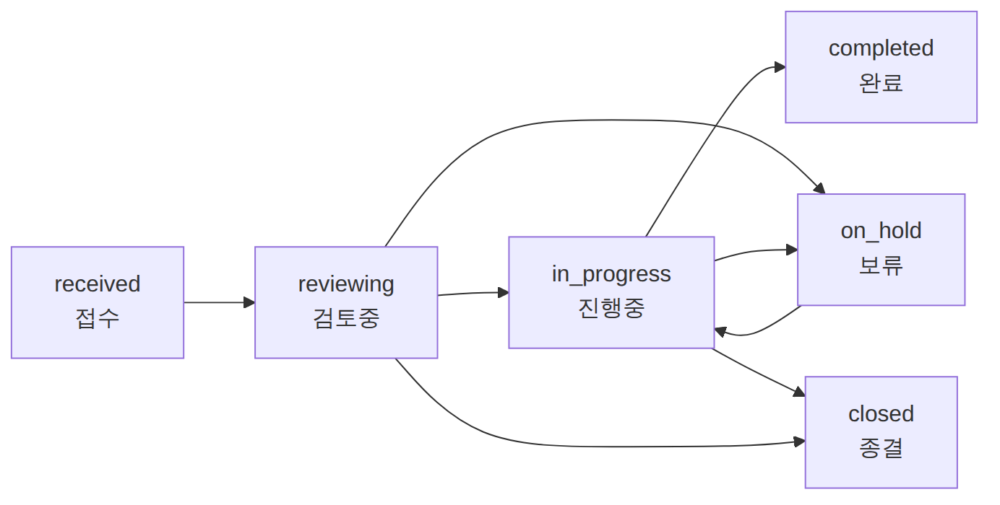 completed
완료
on_hold
보류
received
접수
reviewing
검토중
in_progress
진행중
closed
종결